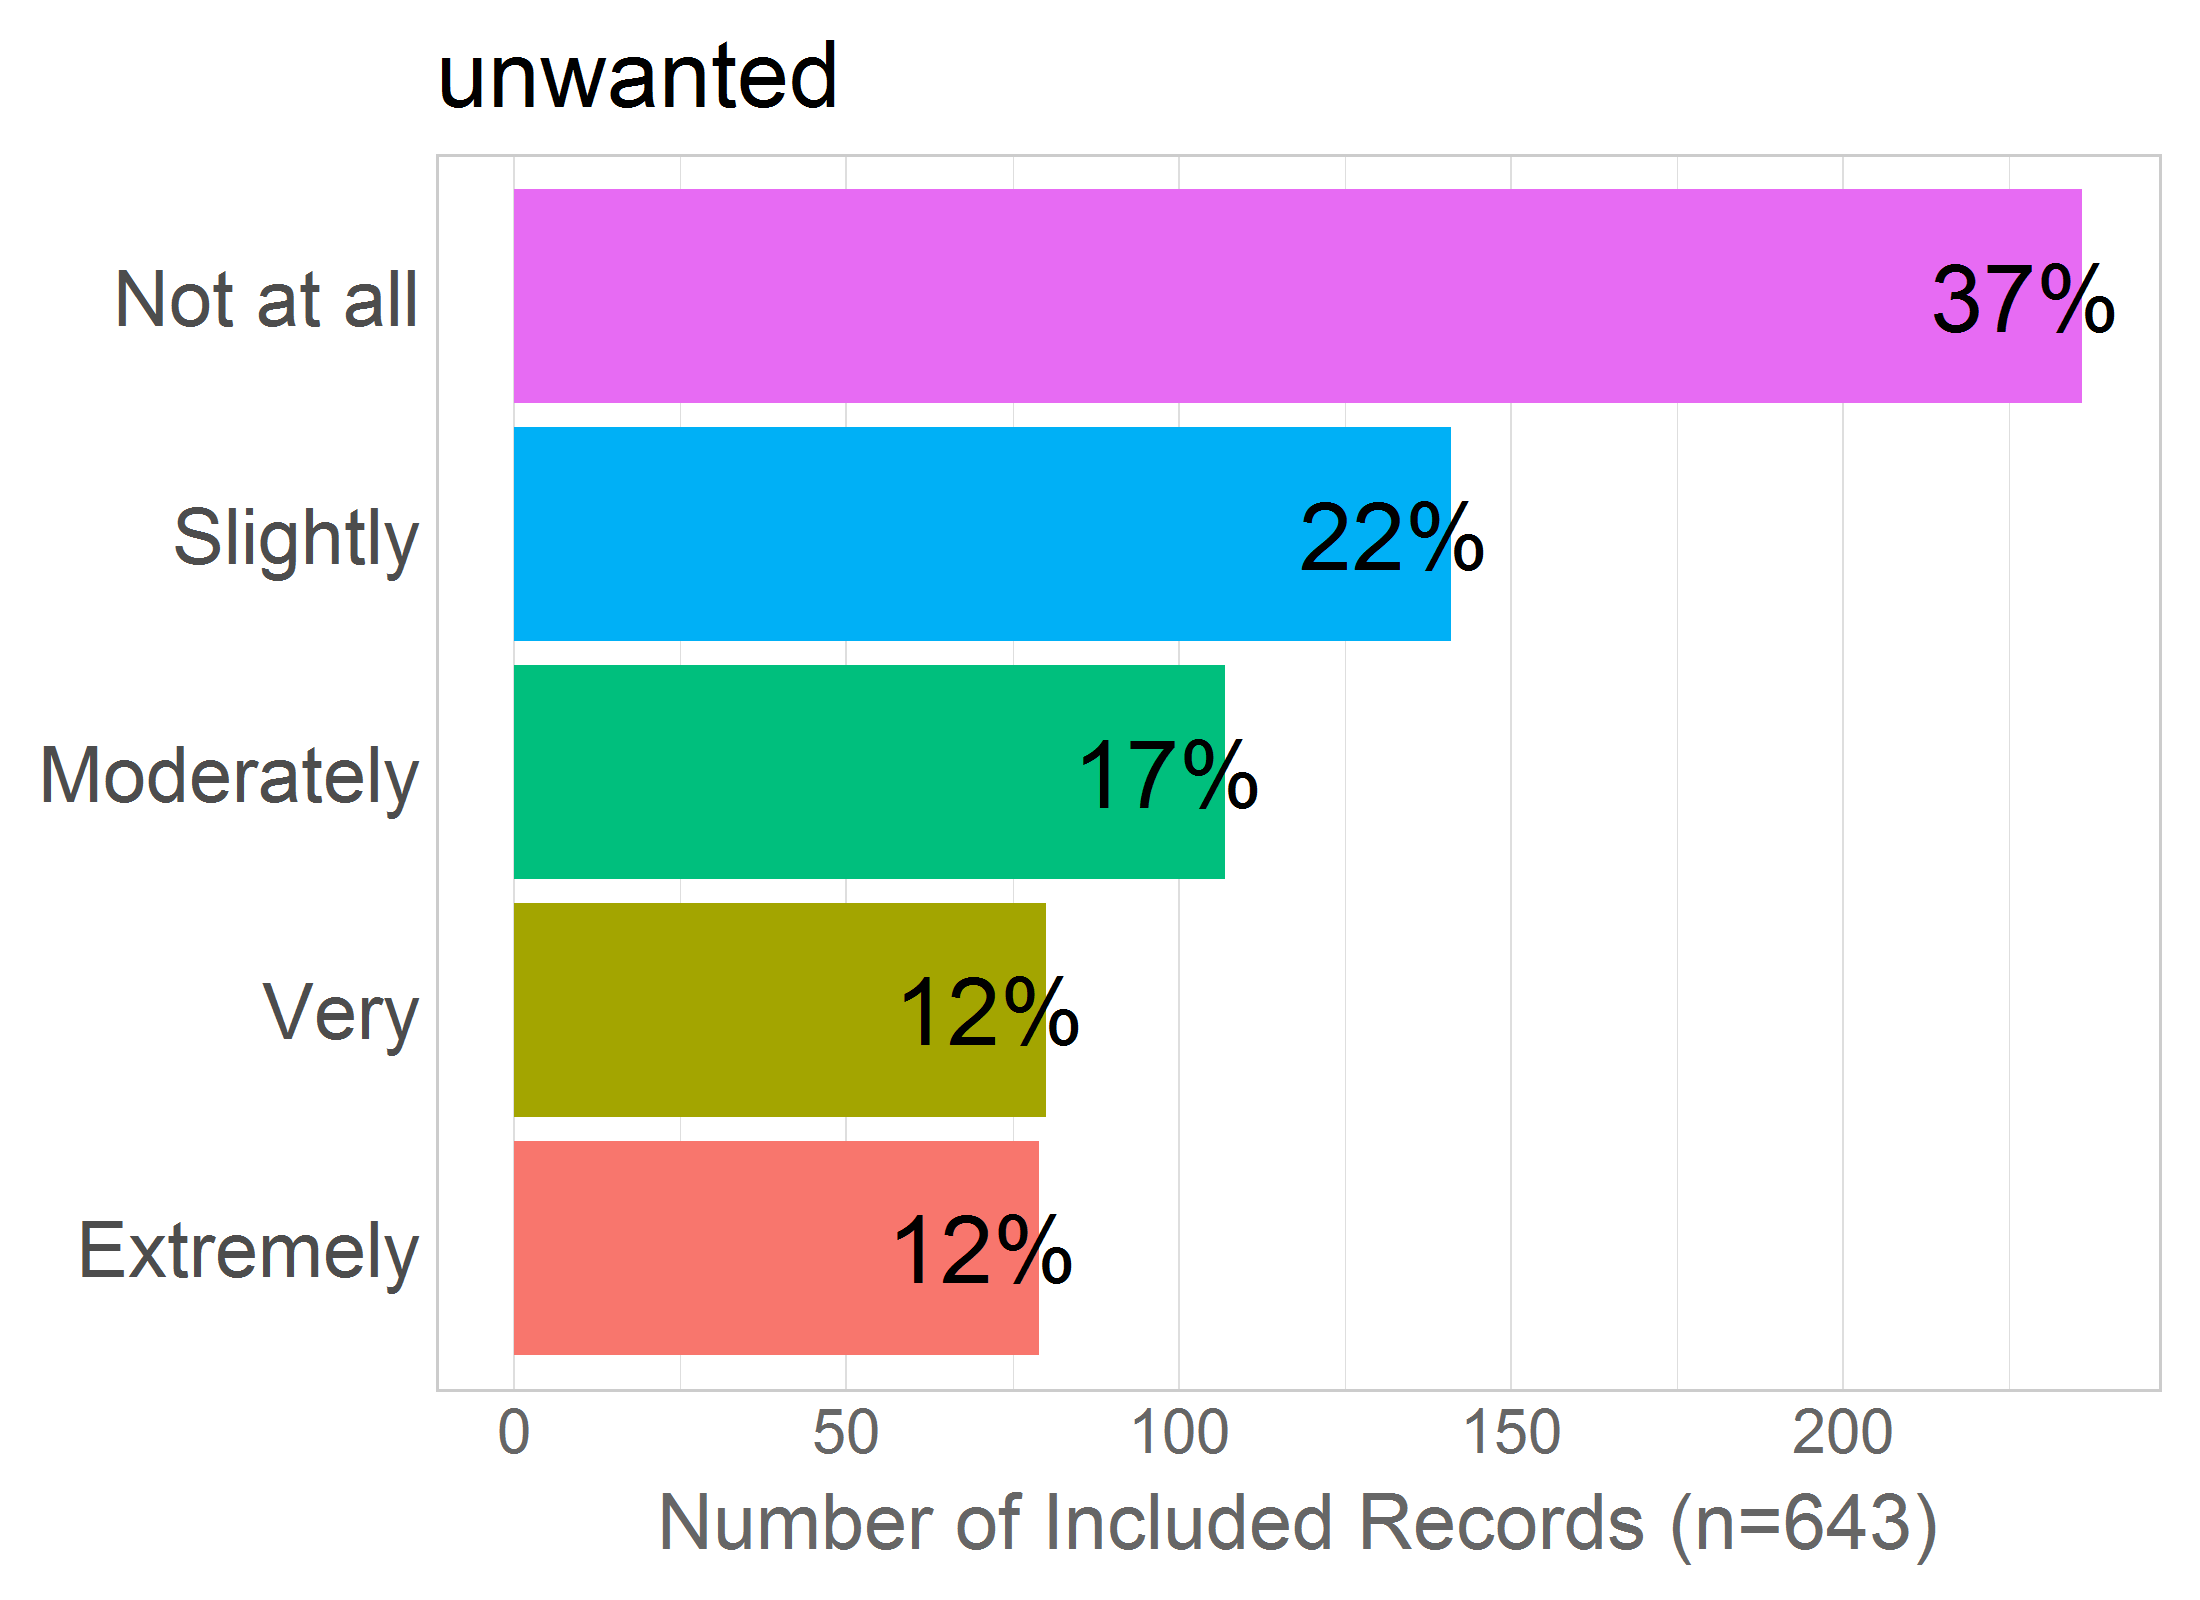 unwanted
Not at all
37%
Slightly
22%
Moderately
17%
Very
12%
Extremely
12%
0 50 100 150 200
Number of Included Records (n=643)